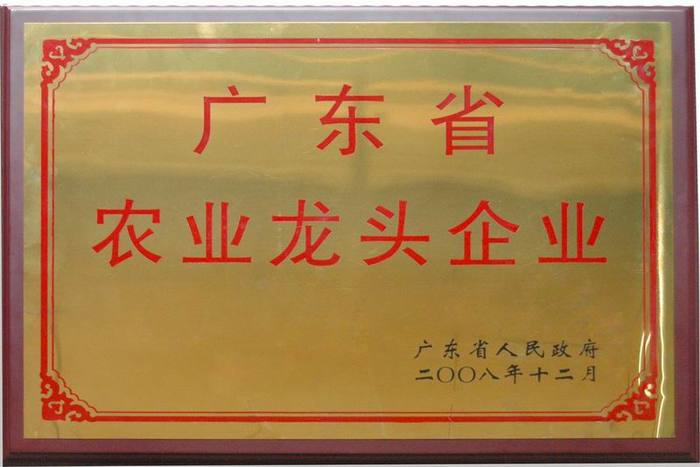 广东省
农业龙头企业
广东省人民政府
二〇〇八年十二月